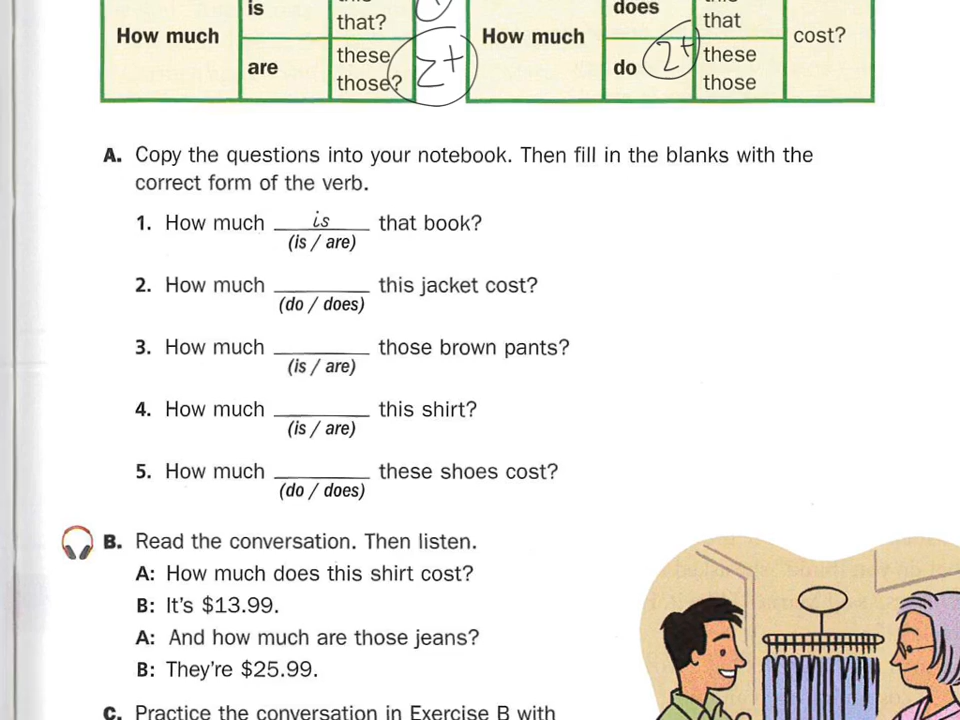 is this does this
How much that? How much that cost?
are these 2+ do 2+ these
those? those
A. Copy the questions into your notebook. Then fill in the blanks with the
correct form of the verb.
1. How much is that book?
(is / are)
2. How much ________ this jacket cost?
(do / does)
3. How much ________ those brown pants?
(is / are)
4. How much ________ this shirt?
(is / are)
5. How much ________ these shoes cost?
(do / does)
B. Read the conversation. Then listen.
A: How much does this shirt cost?
B: It's $13.99.
A: And how much are those jeans?
B: They're $25.99.
C. Practice the conversation in Exercise B with